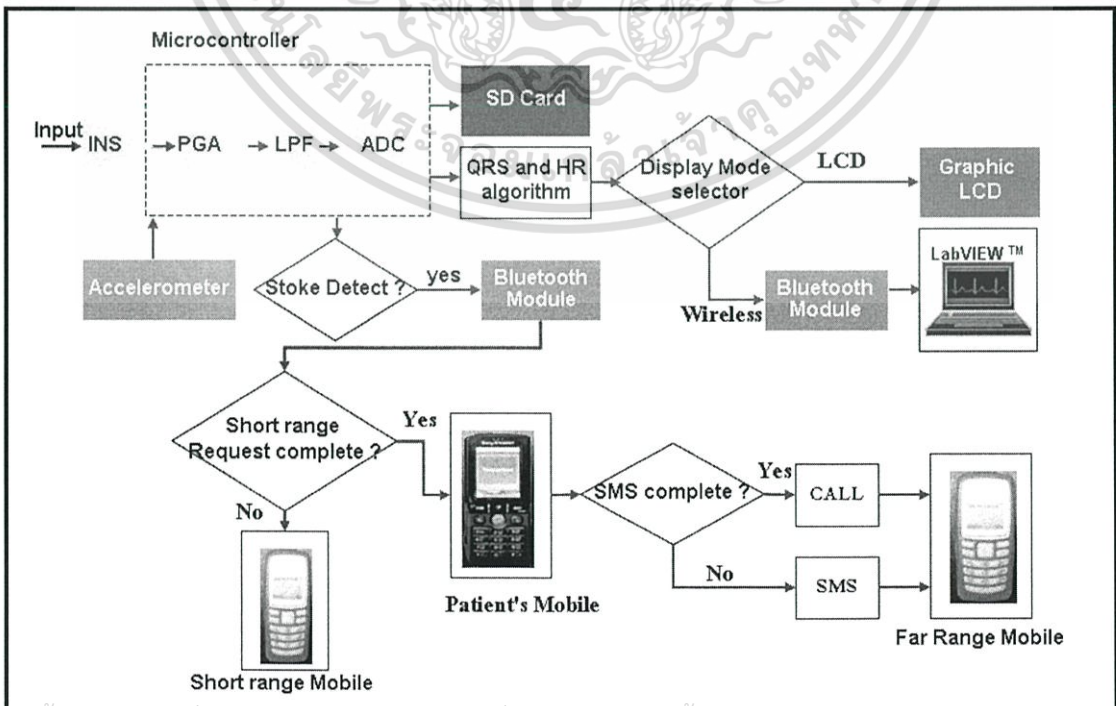 Microcontroller
Input
INS
PGA
LPF
ADC
SD Card
QRS and HR
algorithm
Display Mode
selector
LCD
Graphic
LCD
Accelerometer
Stoke Detect ?
yes
Bluetooth
Module
Wireless
Bluetooth
Module
LabVIEW ™
Short range
Request complete ?
Yes
No
Short range Mobile
Patient's Mobile
SMS complete ?
Yes
CALL
No
SMS
Far Range Mobile